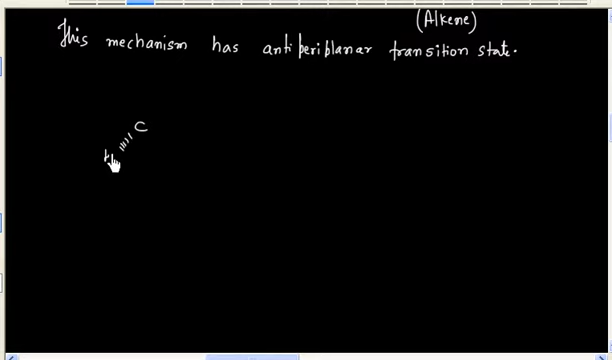 (Alkene)
This mechanism has antiperiplanar transition state.
C